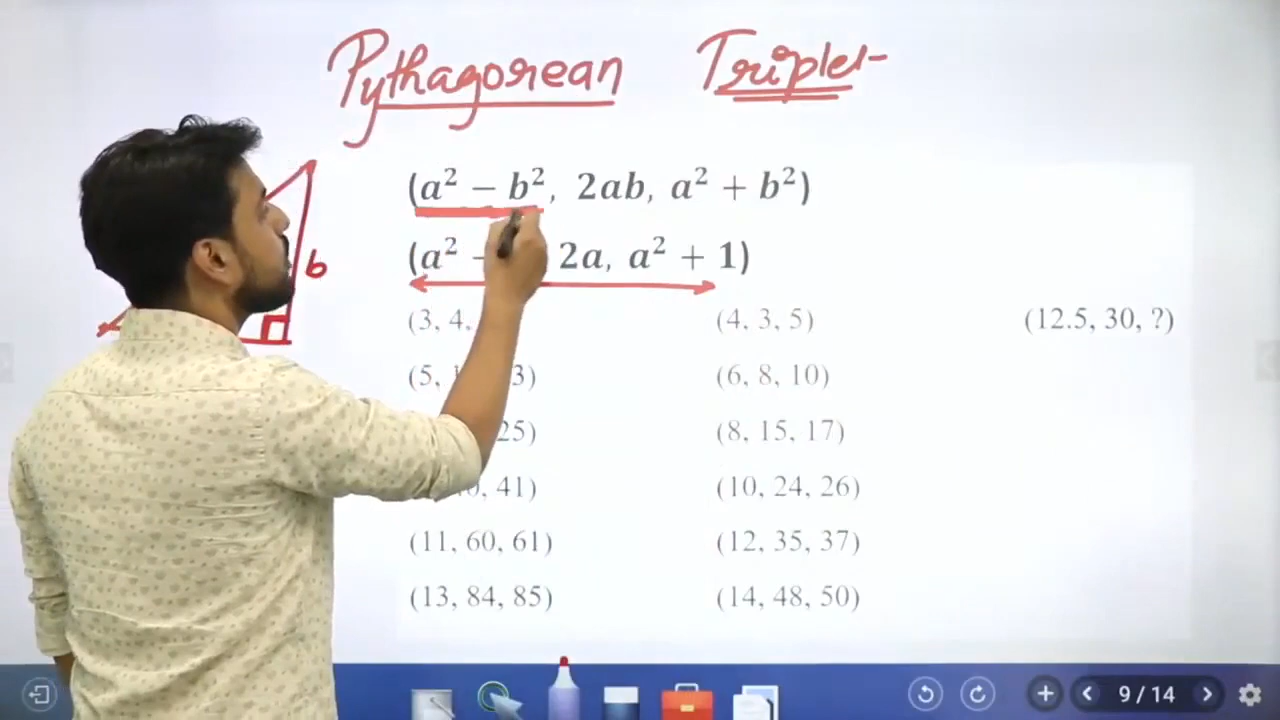 Pythagorean Triplet
(a² − b², 2ab, a² + b²)
b
(a² − 2a, a² + 1)
(3, 4, (4, 3, 5) (12.5, 30, ?)
(5, 3) (6, 8, 10)
25) (8, 15, 17)
, 41) (10, 24, 26)
(11, 60, 61) (12, 35, 37)
(13, 84, 85) (14, 48, 50)
9 / 14